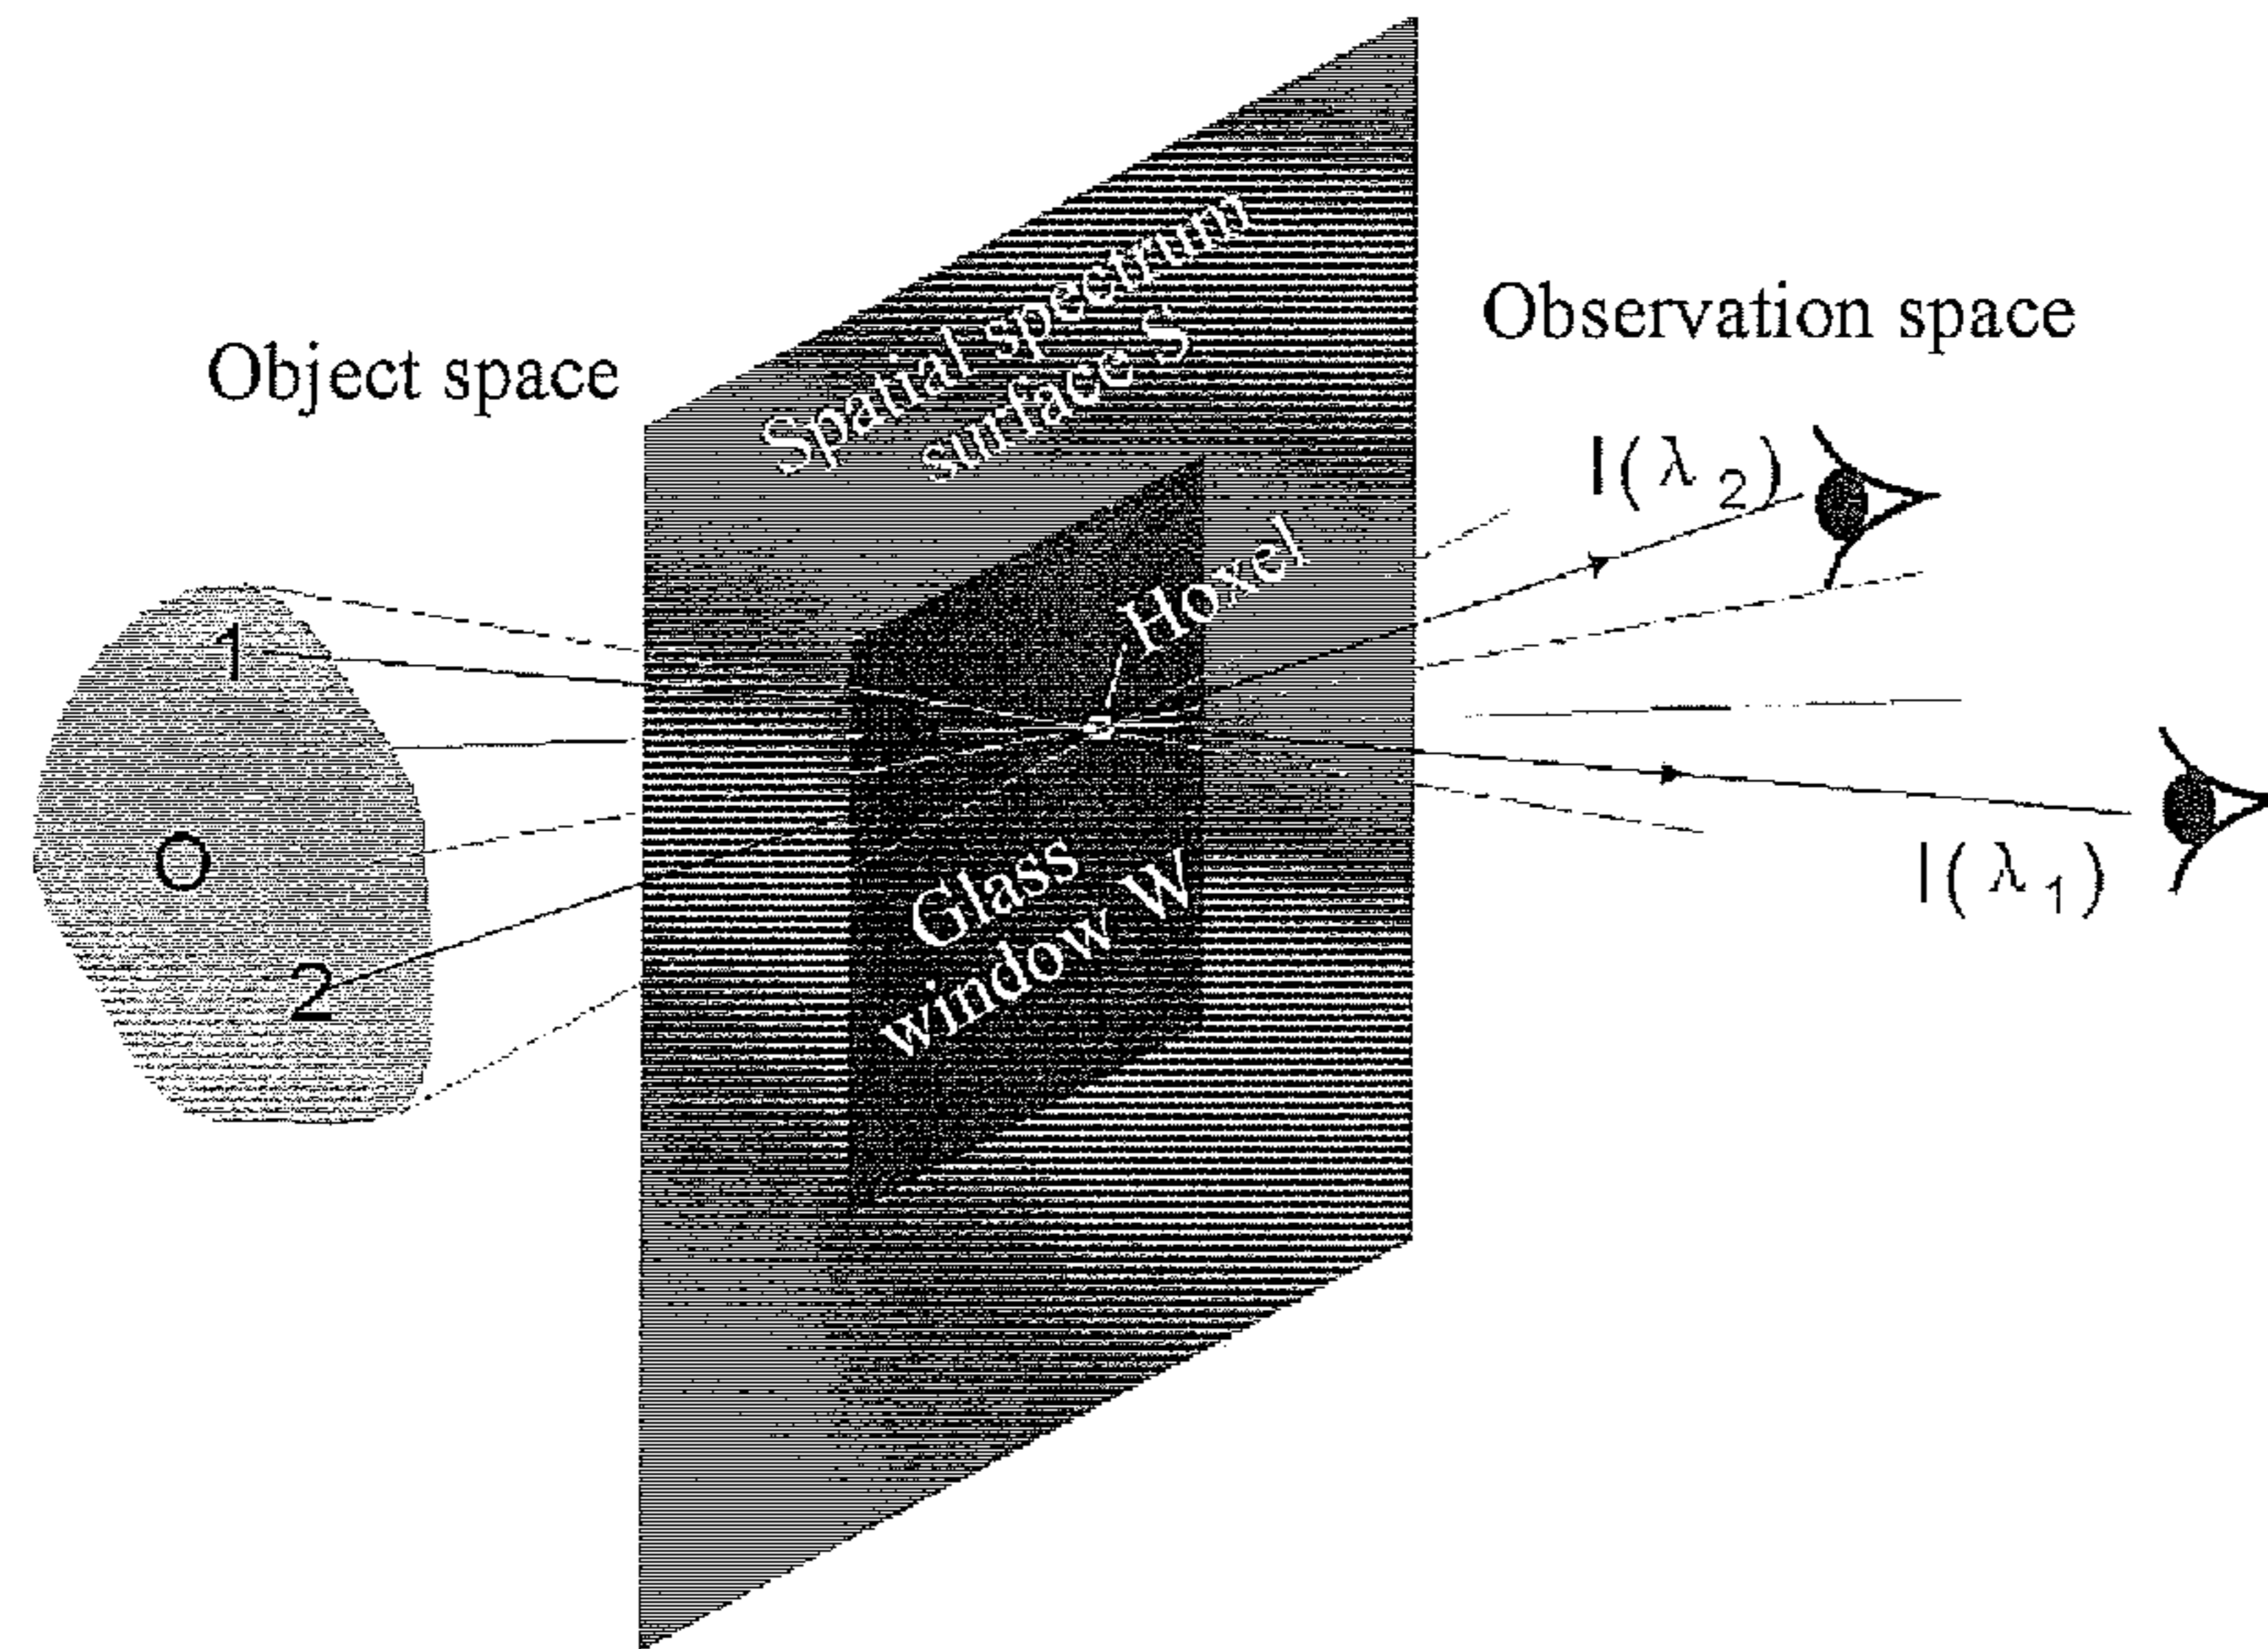 Object space
Spatial spectrum
surface S
Observation space
I(λ2)
Hoxel
1
O
2
Glass
window W
I(λ1)